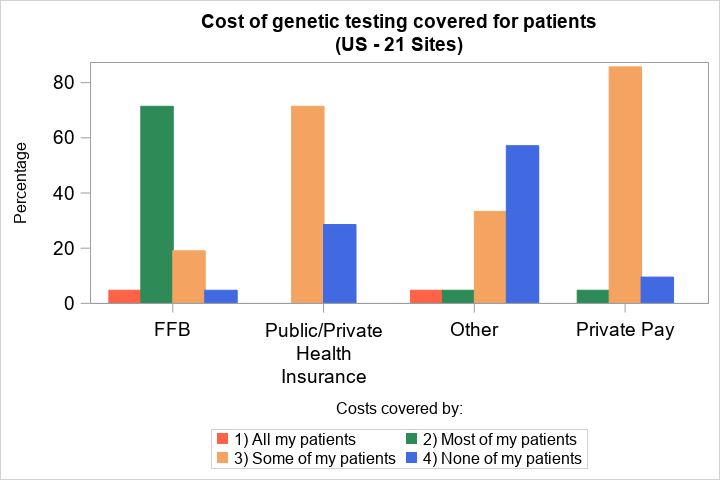 Cost of genetic testing covered for patients
(US - 21 Sites)
Percentage
80
60
40
20
0
FFB
Public/Private
Health
Insurance
Other
Private Pay
Costs covered by:
1) All my patients
2) Most of my patients
3) Some of my patients
4) None of my patients